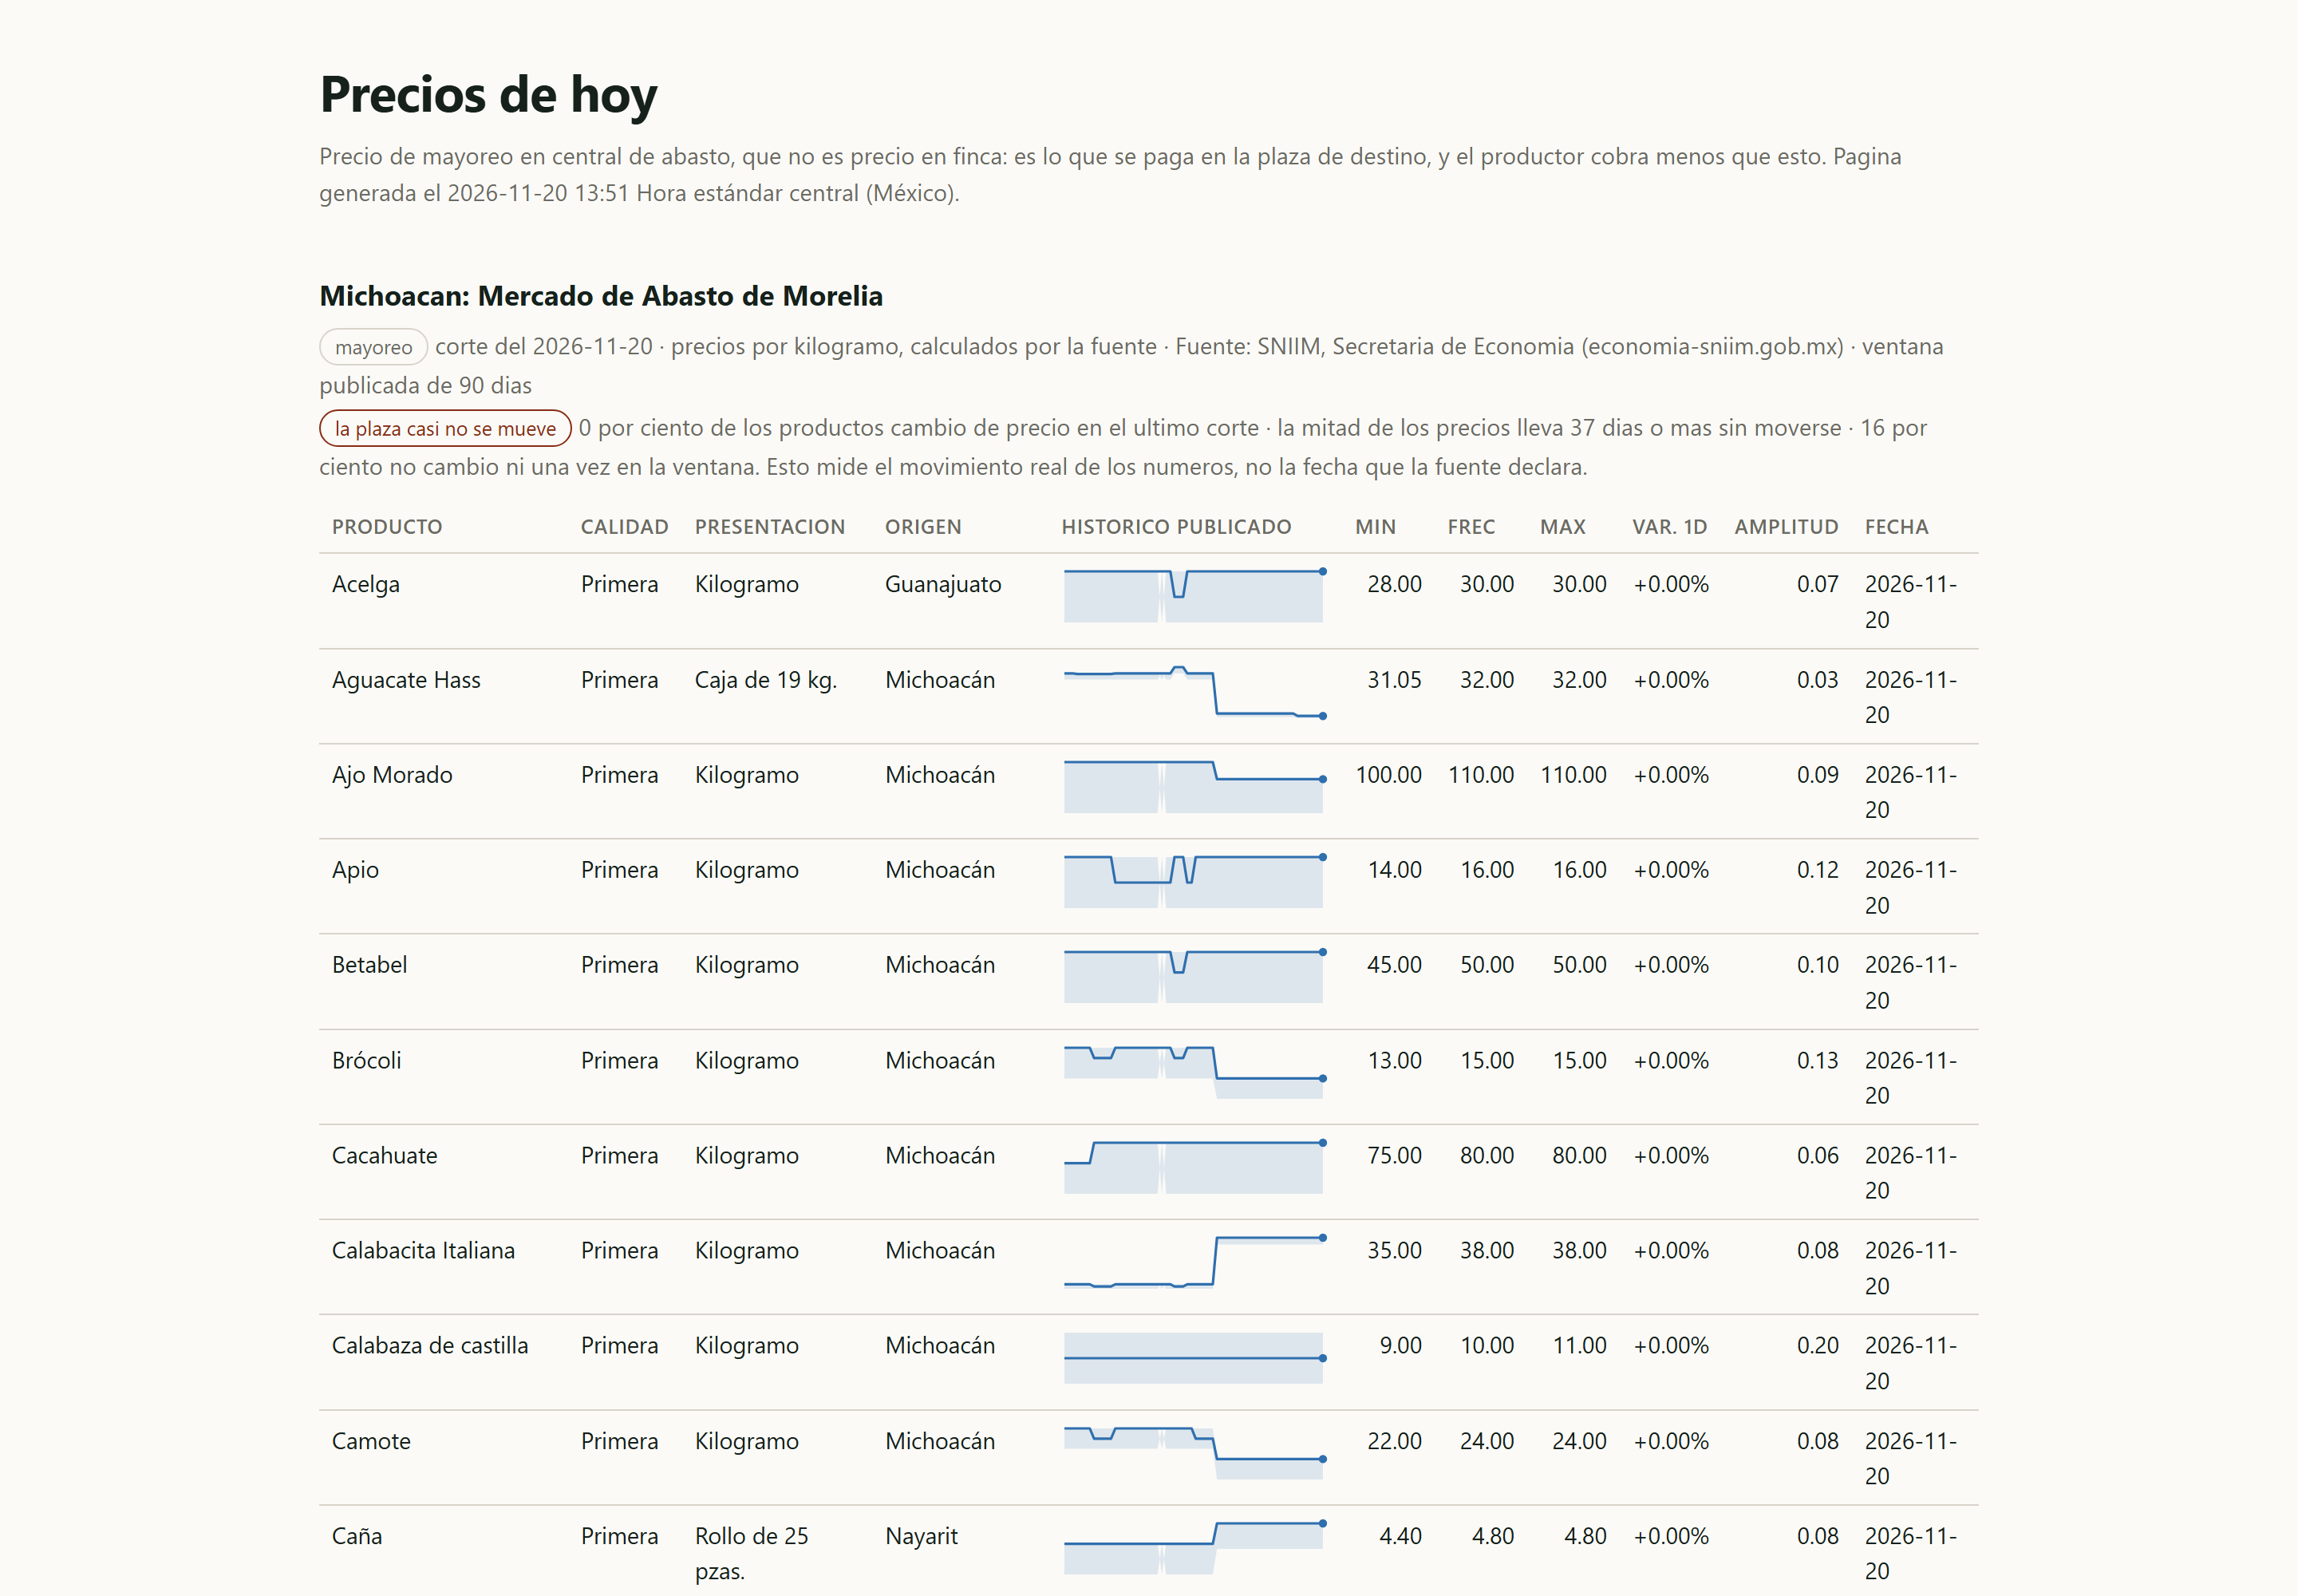 Precios de hoy
Precio de mayoreo en central de abasto, que no es precio en finca: es lo que se paga en la plaza de destino, y el productor cobra menos que esto. Pagina
generada el 2026-11-20 13:51 Hora estándar central (México).
Michoacan: Mercado de Abasto de Morelia
mayoreo corte del 2026-11-20 · precios por kilogramo, calculados por la fuente · Fuente: SNIIM, Secretaria de Economia (economia-sniim.gob.mx) · ventana
publicada de 90 dias
la plaza casi no se mueve 0 por ciento de los productos cambio de precio en el ultimo corte · la mitad de los precios lleva 37 dias o mas sin moverse · 16 por
ciento no cambio ni una vez en la ventana. Esto mide el movimiento real de los numeros, no la fecha que la fuente declara.
PRODUCTO CALIDAD PRESENTACION ORIGEN HISTORICO PUBLICADO MIN FREC MAX VAR. 1D AMPLITUD FECHA
Acelga Primera Kilogramo Guanajuato 28.00 30.00 30.00 +0.00% 0.07 2026-11-
20
Aguacate Hass Primera Caja de 19 kg. Michoacán 31.05 32.00 32.00 +0.00% 0.03 2026-11-
20
Ajo Morado Primera Kilogramo Michoacán 100.00 110.00 110.00 +0.00% 0.09 2026-11-
20
Apio Primera Kilogramo Michoacán 14.00 16.00 16.00 +0.00% 0.12 2026-11-
20
Betabel Primera Kilogramo Michoacán 45.00 50.00 50.00 +0.00% 0.10 2026-11-
20
Brócoli Primera Kilogramo Michoacán 13.00 15.00 15.00 +0.00% 0.13 2026-11-
20
Cacahuate Primera Kilogramo Michoacán 75.00 80.00 80.00 +0.00% 0.06 2026-11-
20
Calabacita Italiana Primera Kilogramo Michoacán 35.00 38.00 38.00 +0.00% 0.08 2026-11-
20
Calabaza de castilla Primera Kilogramo Michoacán 9.00 10.00 11.00 +0.00% 0.20 2026-11-
20
Camote Primera Kilogramo Michoacán 22.00 24.00 24.00 +0.00% 0.08 2026-11-
20
Caña Primera Rollo de 25 Nayarit 4.40 4.80 4.80 +0.00% 0.08 2026-11-
pzas. 20